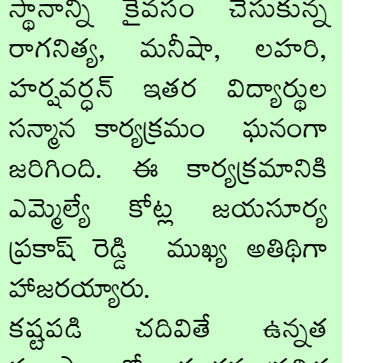 స్థానాన్ని కైవసం చేసుకున్న
రాగనిత్య, మనీషా, లహరి,
హర్షవర్ధన్ ఇతర విద్యార్థుల
సన్మాన కార్యక్రమం ఘనంగా
జరిగింది. ఈ కార్యక్రమానికి
ఎమ్మెల్యే కోట్ల జయసూర్య
ప్రకాష్ రెడ్డి ముఖ్య అతిథిగా
హాజరయ్యారు.
కష్టపడి చదివితే ఉన్నత